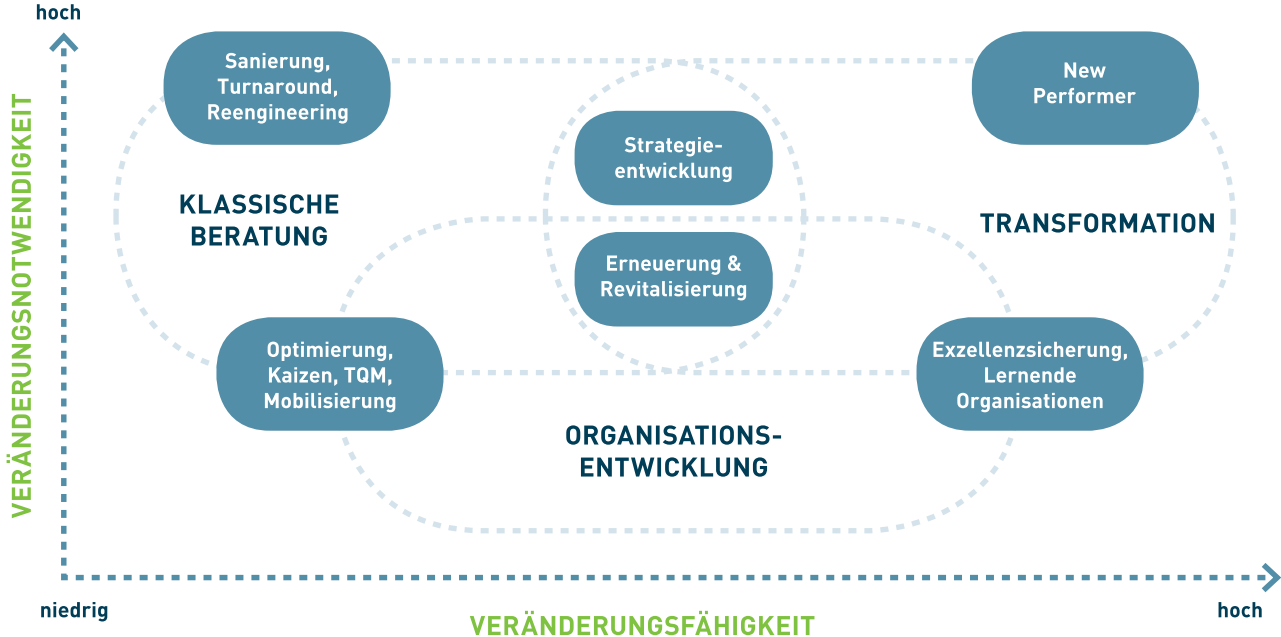 hoch
VERÄNDERUNGSNOTWENDIGKEIT
Sanierung,
Turnaround,
Reengineering
New
Performer
Strategie-
entwicklung
KLASSISCHE
BERATUNG
TRANSFORMATION
Erneuerung &
Revitalisierung
Optimierung,
Kaizen, TQM,
Mobilisierung
Exzellenzsicherung,
Lernende
Organisationen
ORGANISATIONS-
ENTWICKLUNG
niedrig
VERÄNDERUNGSFÄHIGKEIT
hoch